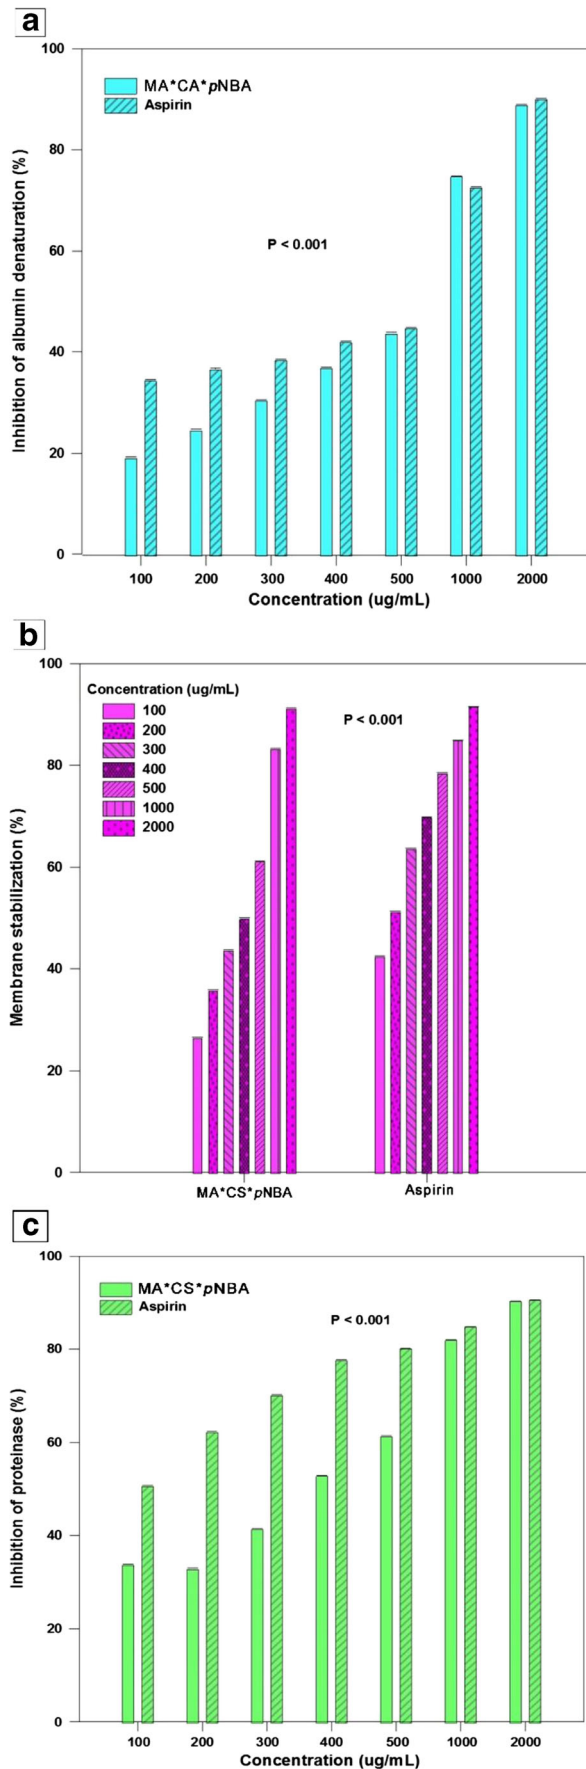 a
100
80
60
40
20
0
MA*CA*pNBA
Aspirin
P < 0.001
Inhibition of albumin denaturation (%)
100 200 300 400 500 1000 2000
Concentration (ug/mL)
b
100
80
60
40
20
0
Concentration (ug/mL)
100
200
300
400
500
1000
2000
P < 0.001
Membrane stabilization (%)
MA*CS*pNBA Aspirin
c
100
80
60
40
20
0
MA*CS*pNBA
Aspirin
P < 0.001
Inhibition of proteinase (%)
100 200 300 400 500 1000 2000
Concentration (ug/mL)